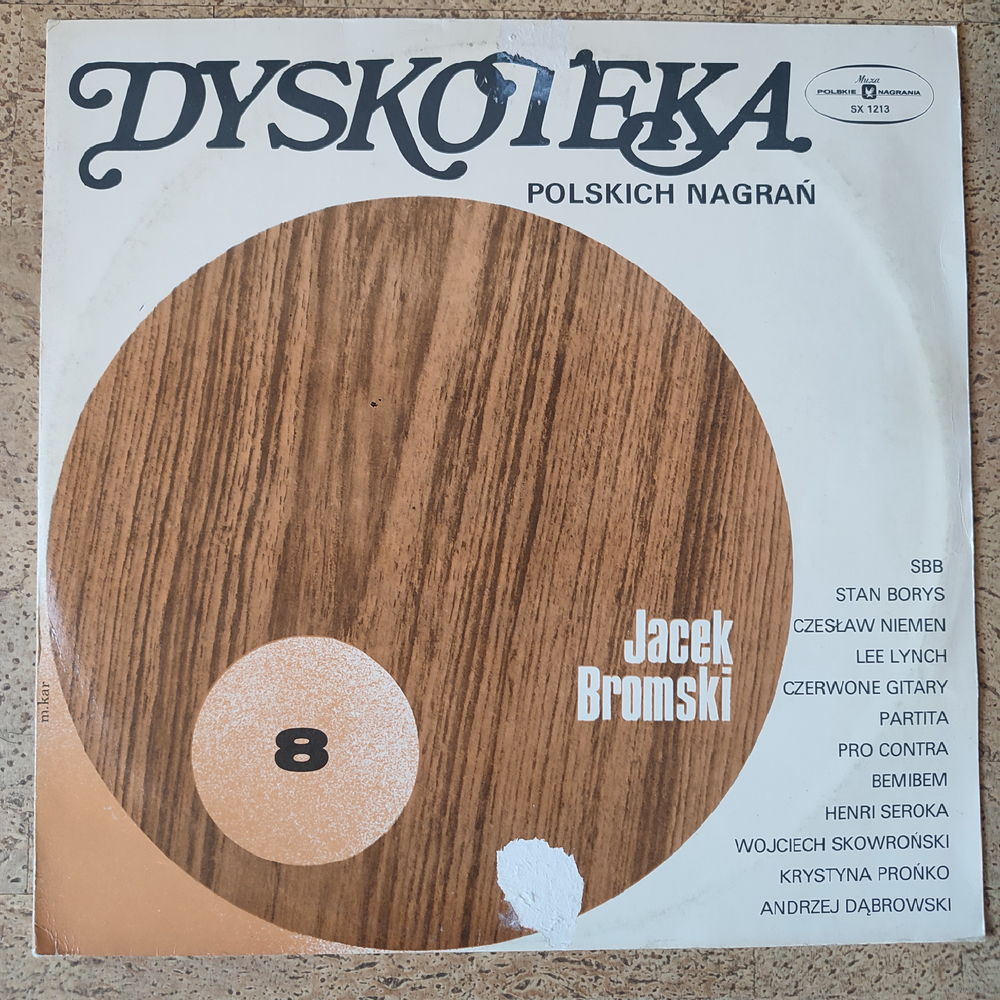 DYSKOTEKA
POLSKICH NAGRAŃ
Muza
POLSKIE NAGRANIA
SX 1213
SBB
STAN BORYS
CZESŁAW NIEMEN
LEE LYNCH
CZERWONE GITARY
PARTITA
PRO CONTRA
BEMIBEM
HENRI SEROKA
WOJCIECH SKOWROŃSKI
KRYSTYNA PROŃKO
ANDRZEJ DĄBROWSKI
Jacek
Bromski
8
m.kar